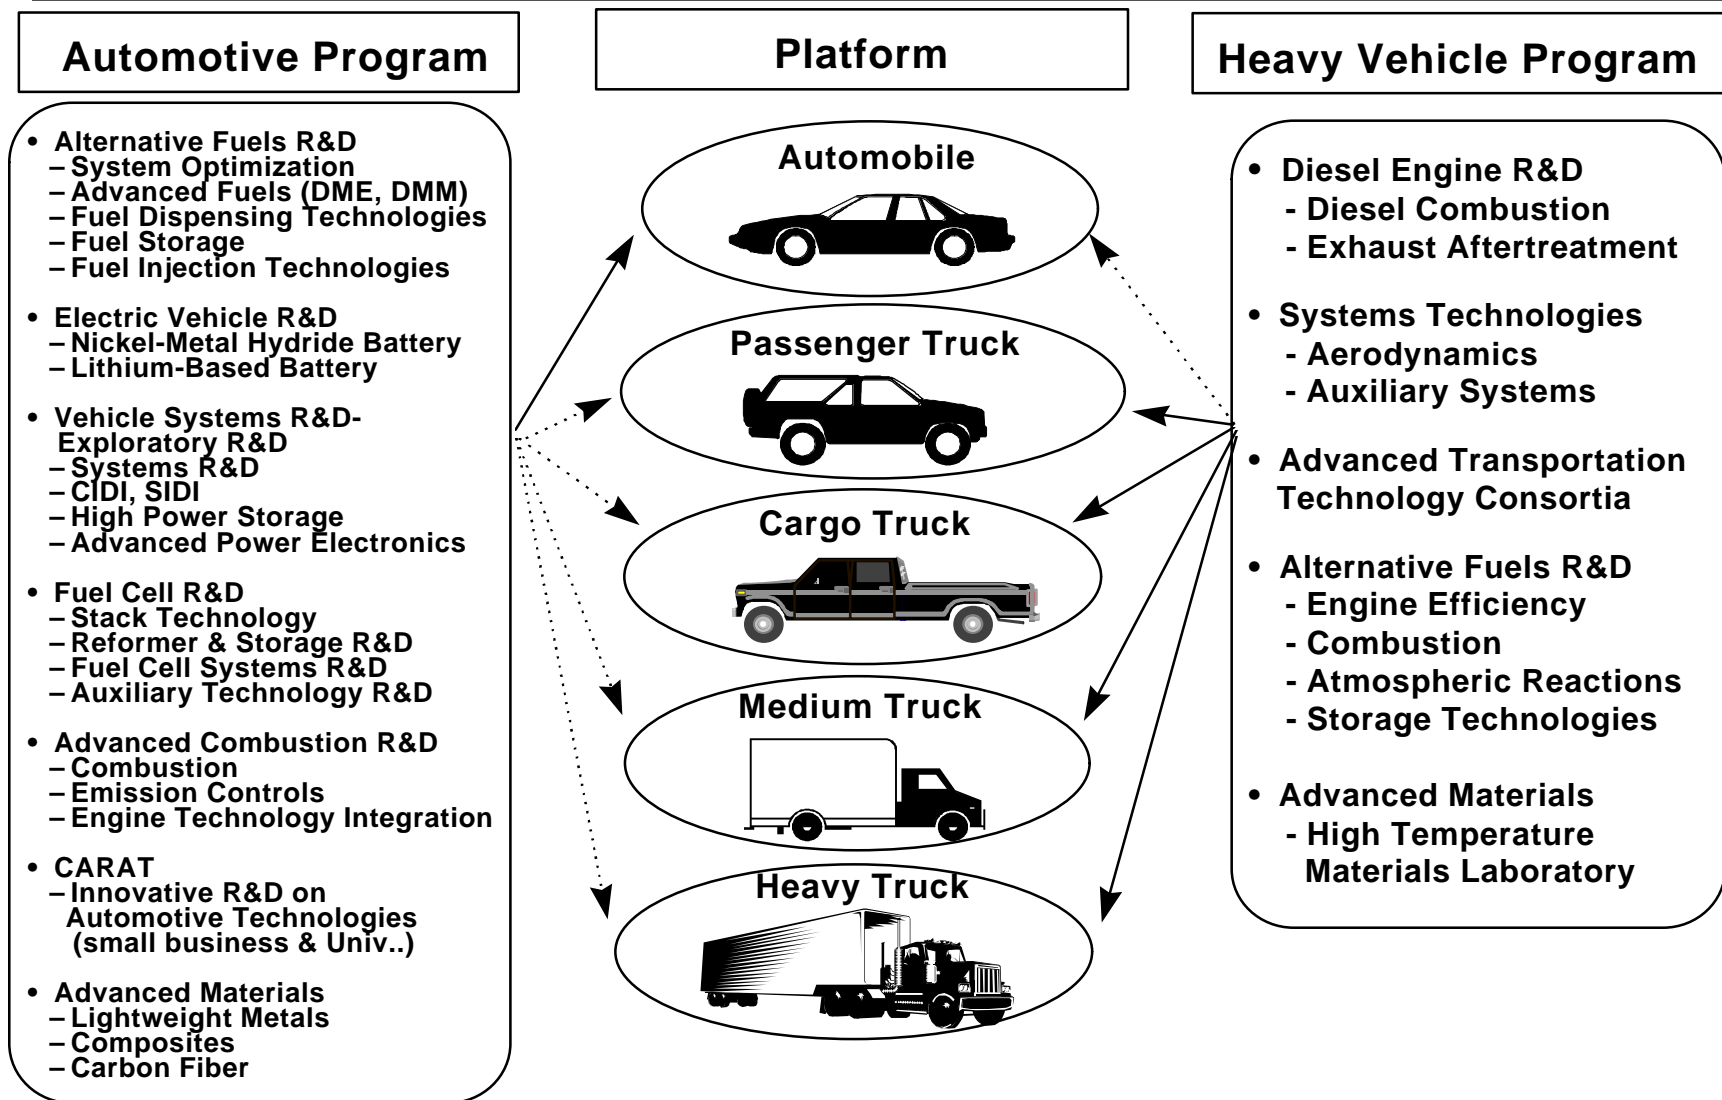 Automotive Program
• Alternative Fuels R&D
– System Optimization
– Advanced Fuels (DME, DMM)
– Fuel Dispensing Technologies
– Fuel Storage
– Fuel Injection Technologies
• Electric Vehicle R&D
– Nickel-Metal Hydride Battery
– Lithium-Based Battery
• Vehicle Systems R&D-
Exploratory R&D
– Systems R&D
– CIDI, SIDI
– High Power Storage
– Advanced Power Electronics
• Fuel Cell R&D
– Stack Technology
– Reformer & Storage R&D
– Fuel Cell Systems R&D
– Auxiliary Technology R&D
• Advanced Combustion R&D
– Combustion
– Emission Controls
– Engine Technology Integration
• CARAT
– Innovative R&D on
Automotive Technologies
(small business & Univ..)
• Advanced Materials
– Lightweight Metals
– Composites
– Carbon Fiber
Platform
Automobile
Passenger Truck
Cargo Truck
Medium Truck
Heavy Truck
Heavy Vehicle Program
• Diesel Engine R&D
- Diesel Combustion
- Exhaust Aftertreatment
• Systems Technologies
- Aerodynamics
- Auxiliary Systems
• Advanced Transportation
Technology Consortia
• Alternative Fuels R&D
- Engine Efficiency
- Combustion
- Atmospheric Reactions
- Storage Technologies
• Advanced Materials
- High Temperature
Materials Laboratory